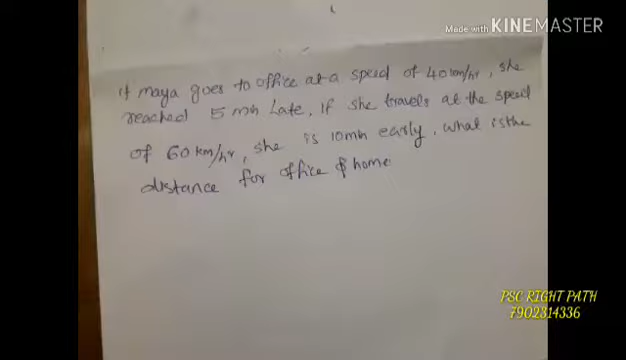 Made with KINEMASTER
If maya goes to office at a speed of 40 km/hr, she
reached 5 min Late, If she travels at the speed
of 60 km/hr, she is 10min early, what is the
distance for office & home
PSC RIGHT PATH
7902314336